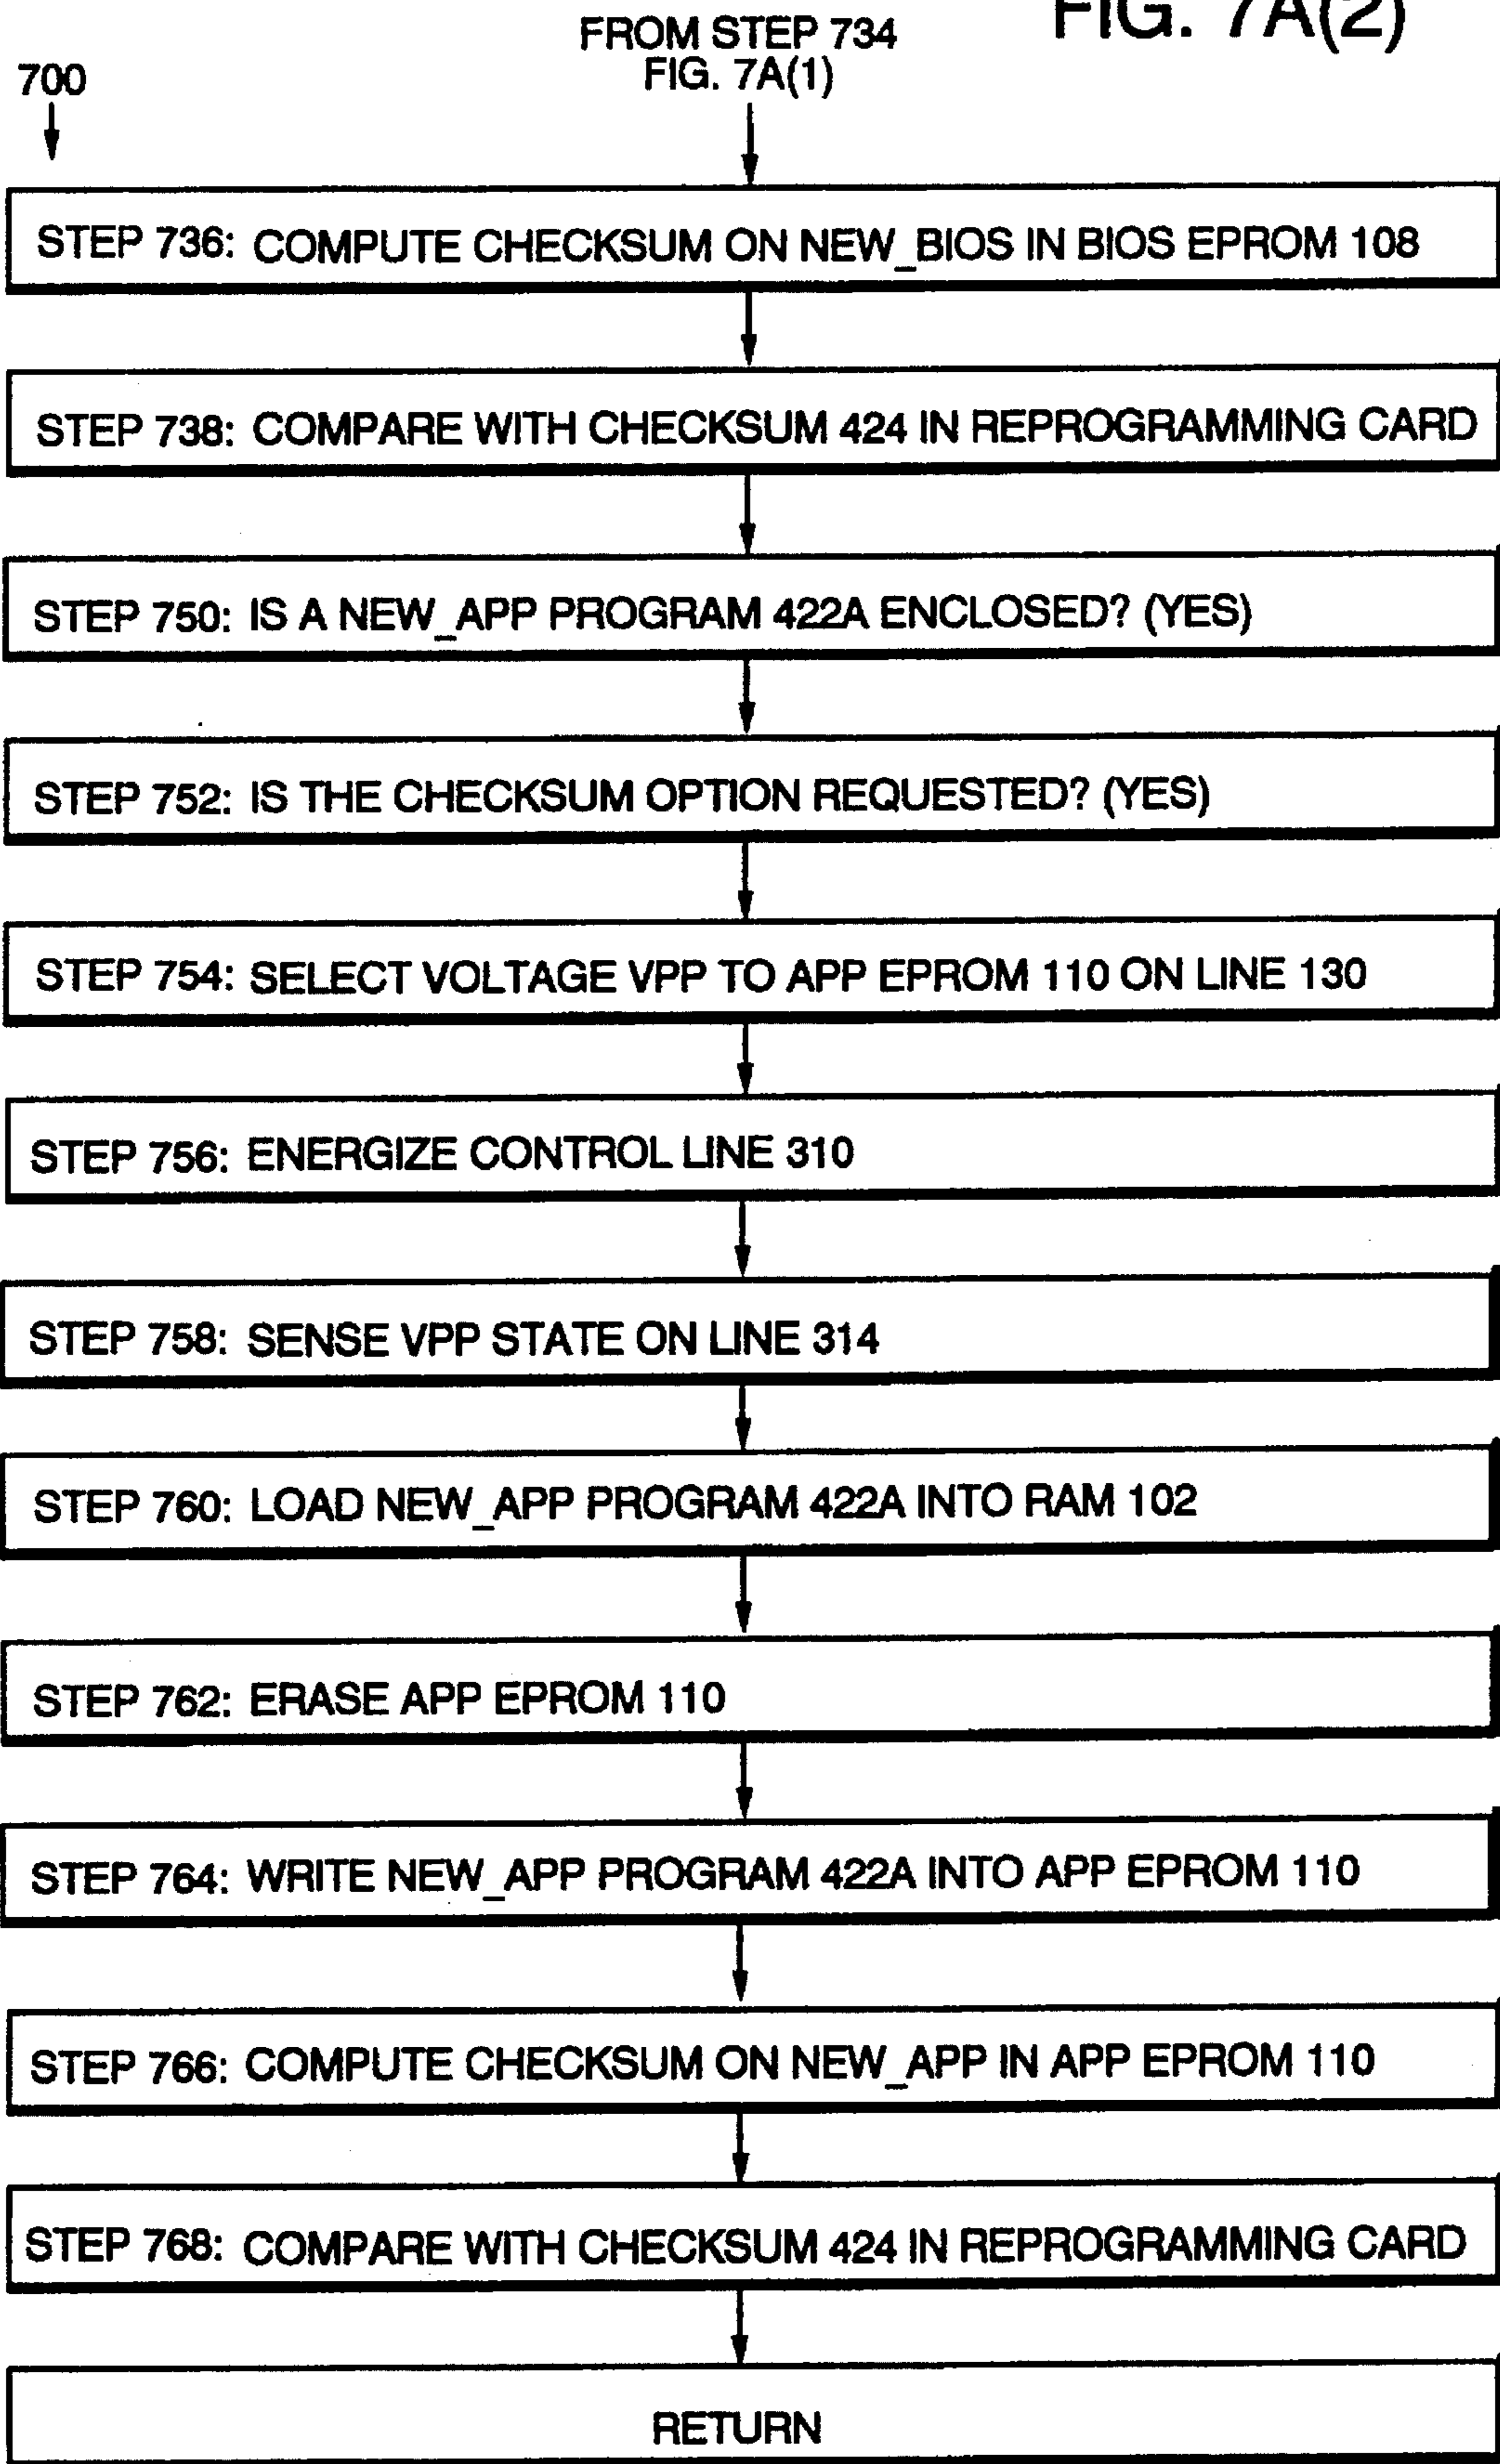 FIG. 7A(2)
FROM STEP 734
FIG. 7A(1)
700
STEP 736: COMPUTE CHECKSUM ON NEW_BIOS IN BIOS EPROM 108
STEP 738: COMPARE WITH CHECKSUM 424 IN REPROGRAMMING CARD
STEP 750: IS A NEW_APP PROGRAM 422A ENCLOSED? (YES)
STEP 752: IS THE CHECKSUM OPTION REQUESTED? (YES)
STEP 754: SELECT VOLTAGE VPP TO APP EPROM 110 ON LINE 130
STEP 756: ENERGIZE CONTROL LINE 310
STEP 758: SENSE VPP STATE ON LINE 314
STEP 760: LOAD NEW_APP PROGRAM 422A INTO RAM 102
STEP 762: ERASE APP EPROM 110
STEP 764: WRITE NEW_APP PROGRAM 422A INTO APP EPROM 110
STEP 766: COMPUTE CHECKSUM ON NEW_APP IN APP EPROM 110
STEP 768: COMPARE WITH CHECKSUM 424 IN REPROGRAMMING CARD
RETURN